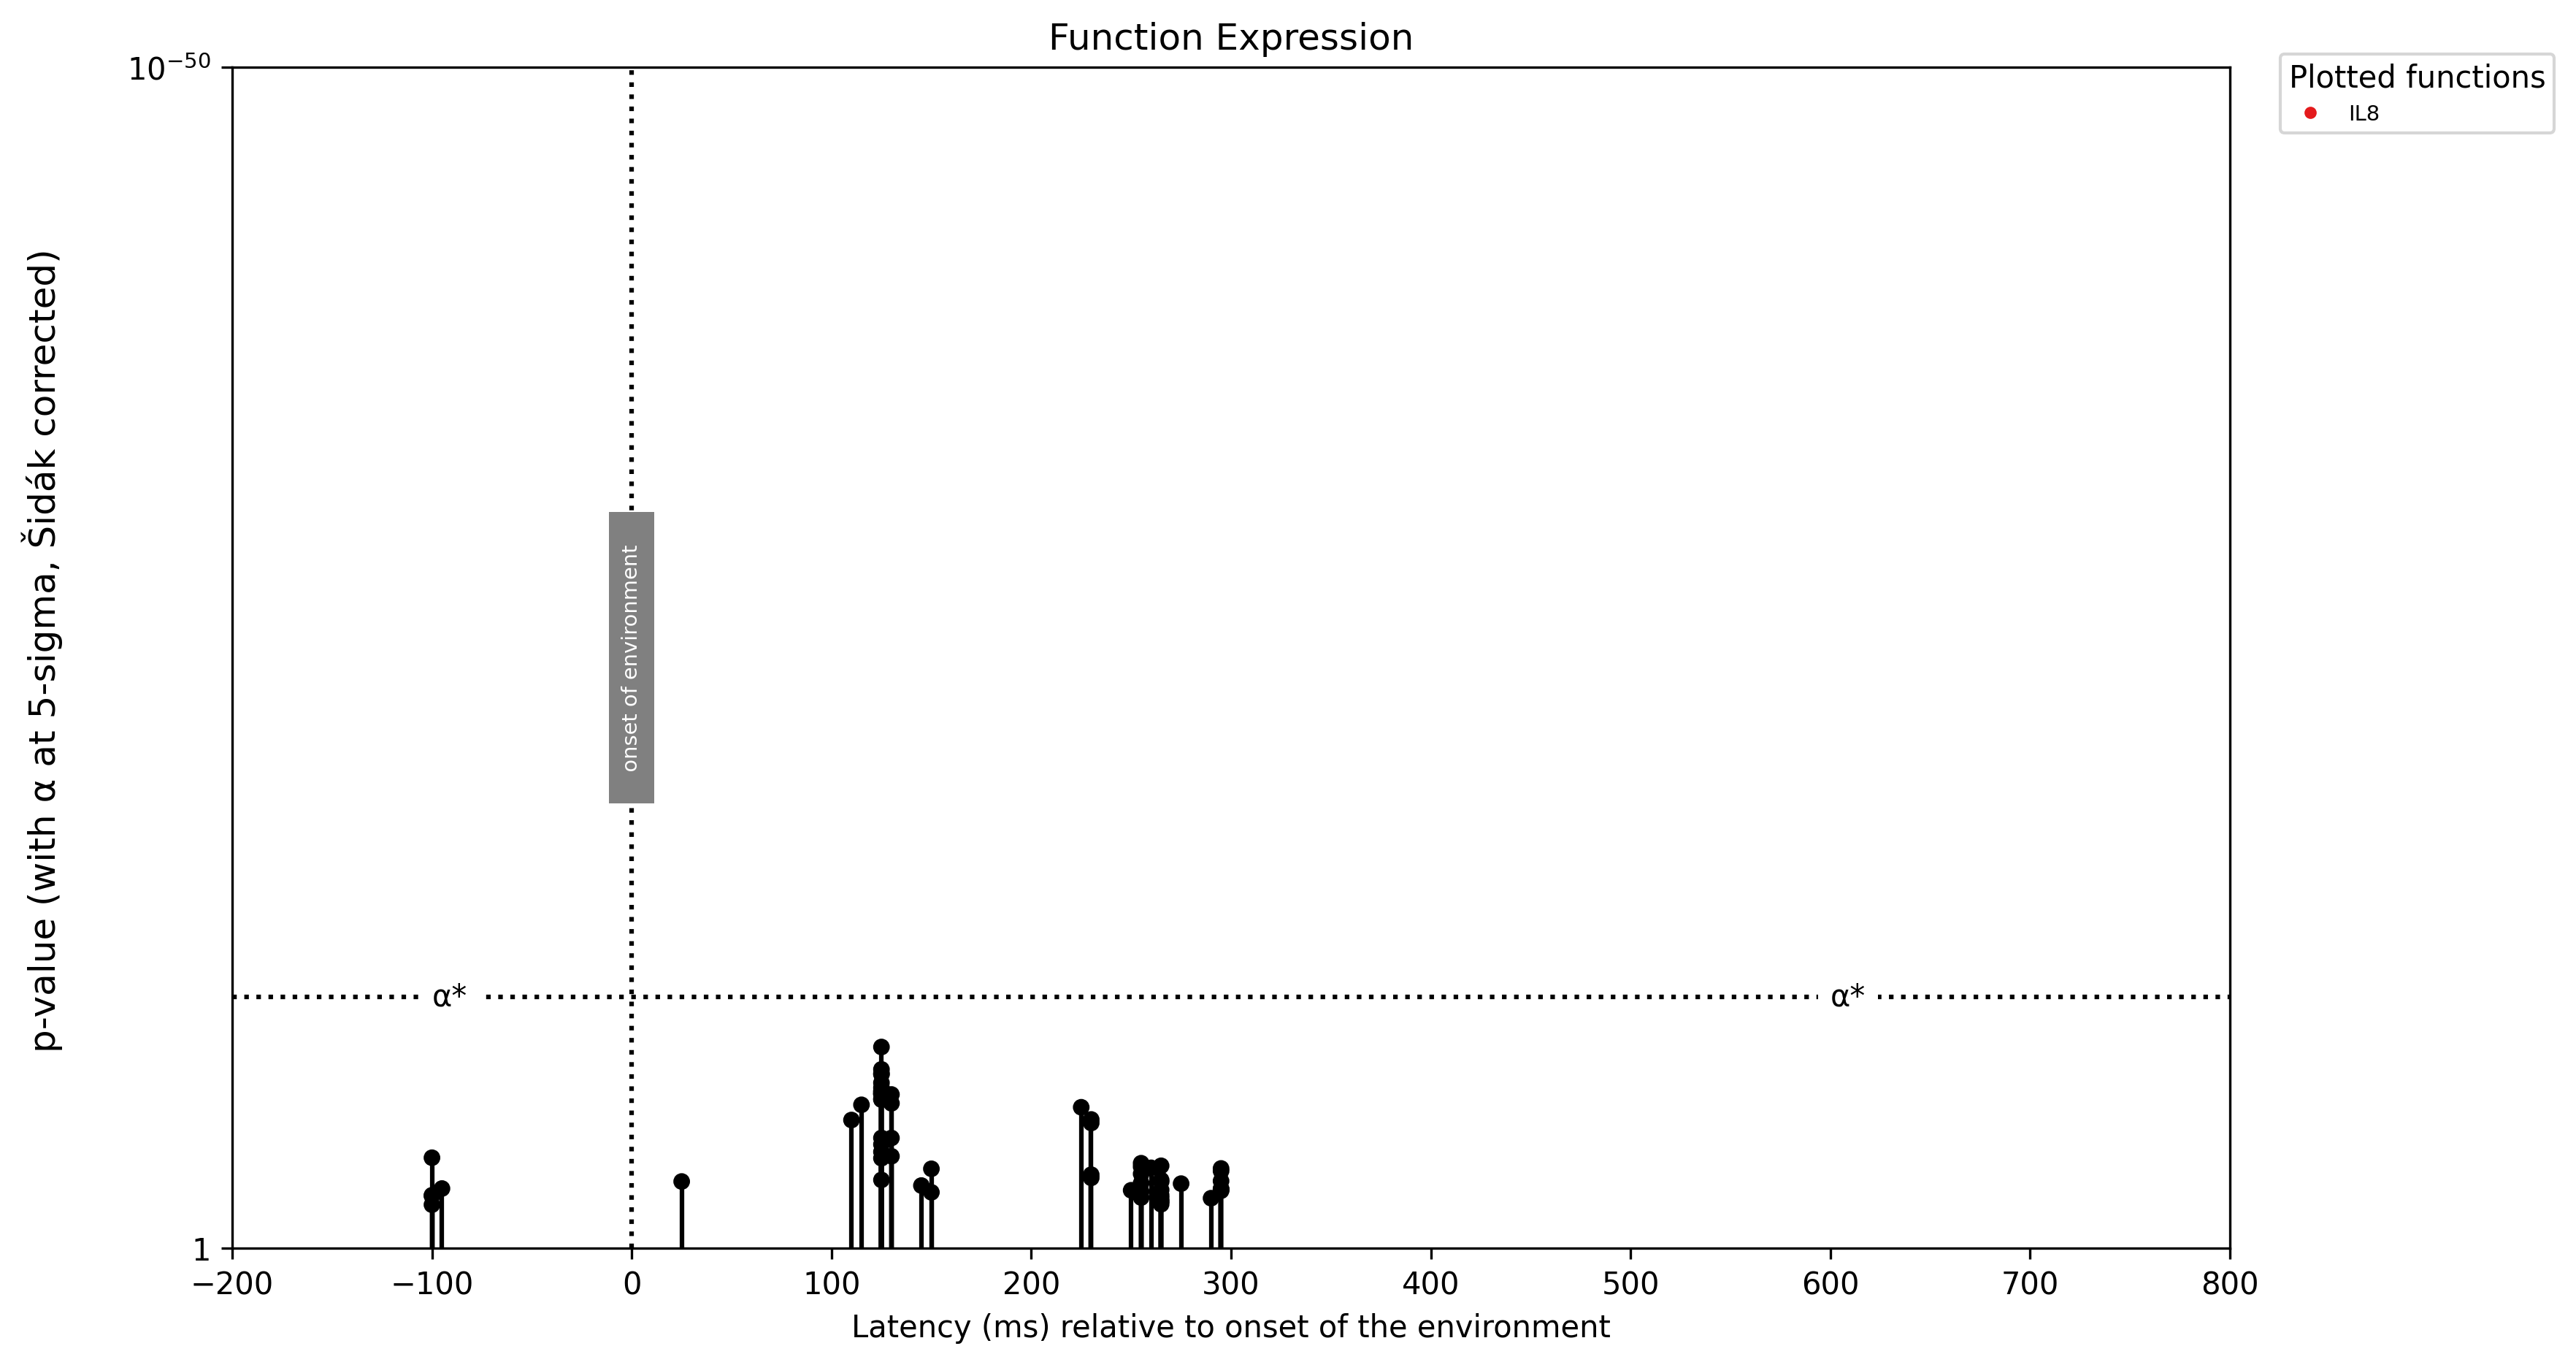 Function Expression
Plotted functions
IL8
10⁻⁵⁰
p-value (with α at 5-sigma, Šidák corrected)
onset of environment
α*
α*
1
−200
−100
0
100
200
300
400
500
600
700
800
Latency (ms) relative to onset of the environment